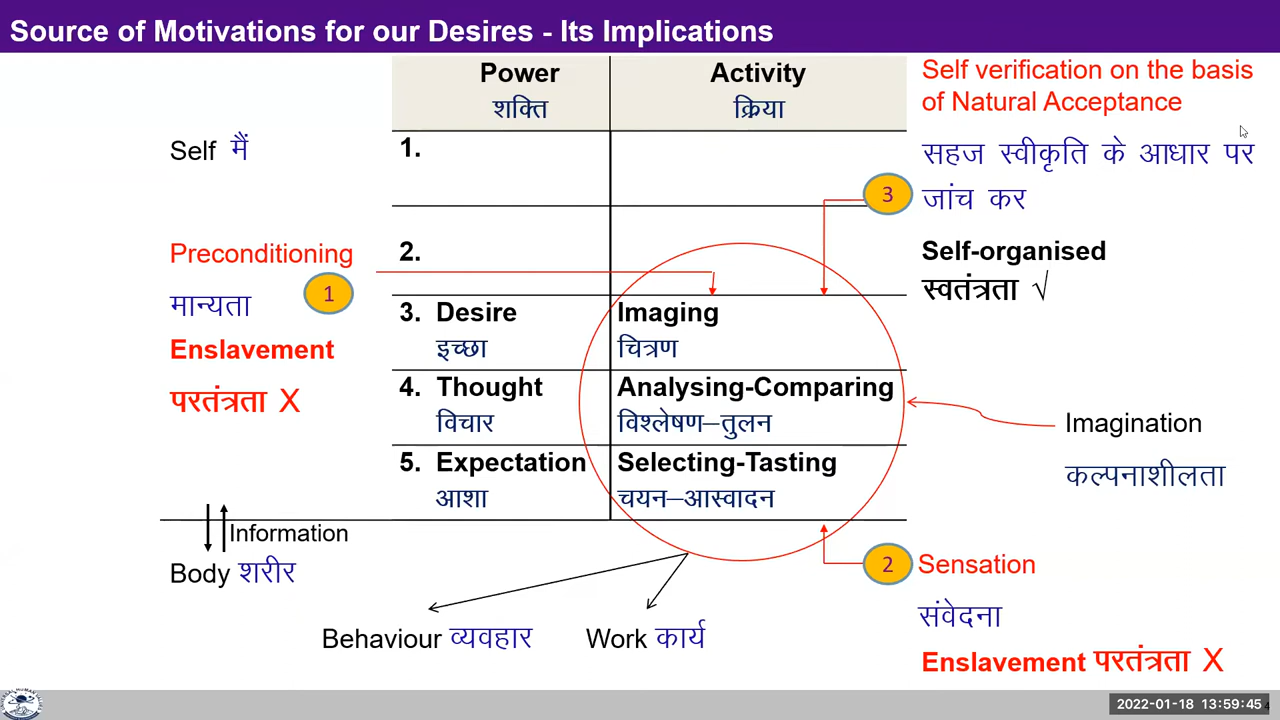 Source of Motivations for our Desires - Its Implications
Power
शक्ति
Activity
क्रिया
Self मैं
1.
2.
3. Desire
इच्छा
Imaging
चित्रण
4. Thought
विचार
Analysing-Comparing
विश्लेषण–तुलन
5. Expectation
आशा
Selecting-Tasting
चयन–आस्वादन
Preconditioning
मान्यता
1
Enslavement
परतंत्रता X
Information
Body शरीर
Behaviour व्यवहार
Work कार्य
Self verification on the basis
of Natural Acceptance
सहज स्वीकृति के आधार पर
जांच कर
3
Self-organised
स्वतंत्रता √
Imagination
कल्पनाशीलता
2
Sensation
संवेदना
Enslavement परतंत्रता X
2022-01-18 13:59:45